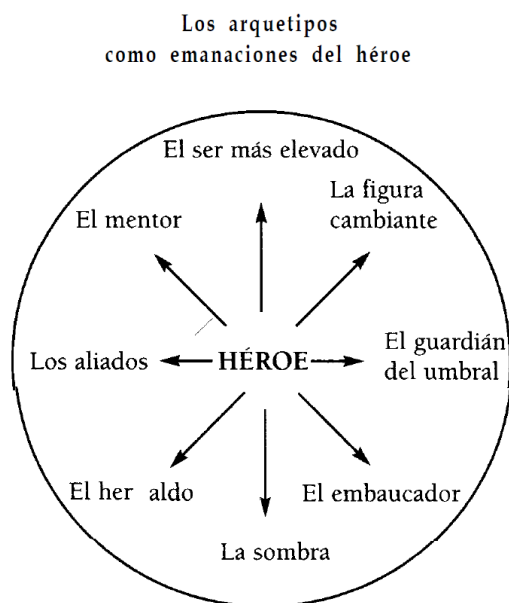 Los arquetipos
como emanaciones del héroe
El ser más elevado
La figura
cambiante
El mentor
Los aliados
HÉROE
El guardián
del umbral
El her aldo
El embaucador
La sombra